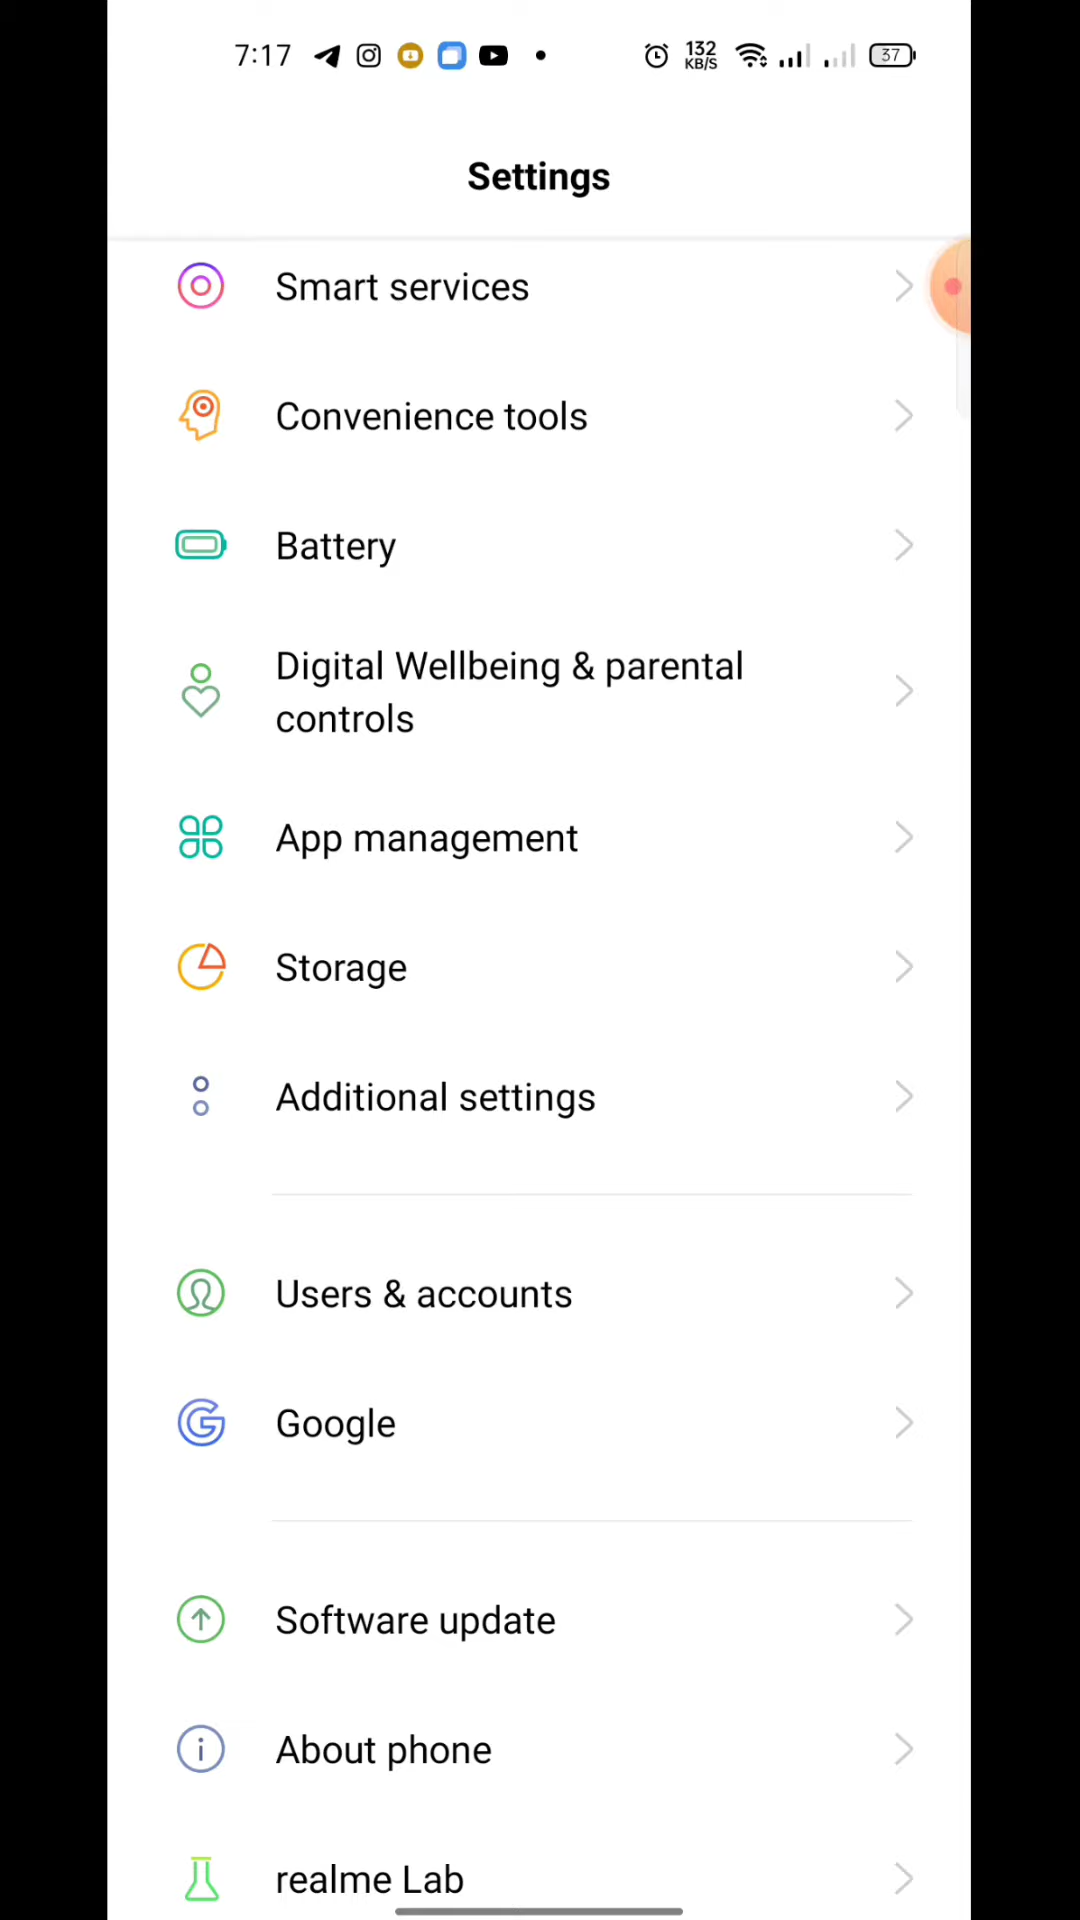 7:17
132
KB/S
37
Settings
Smart services
Convenience tools
Battery
Digital Wellbeing & parental
controls
App management
Storage
Additional settings
Users & accounts
Google
Software update
About phone
realme Lab